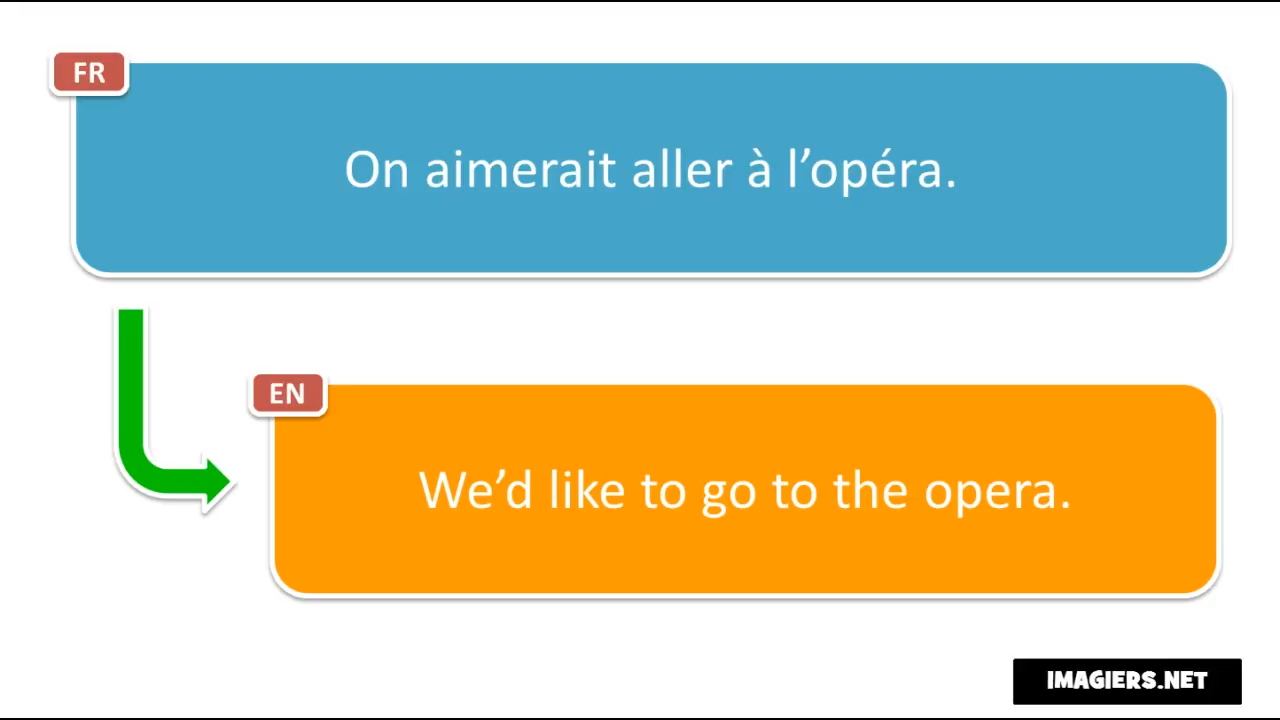 FR
On aimerait aller à l’opéra.
EN
We’d like to go to the opera.
IMAGIERS.NET